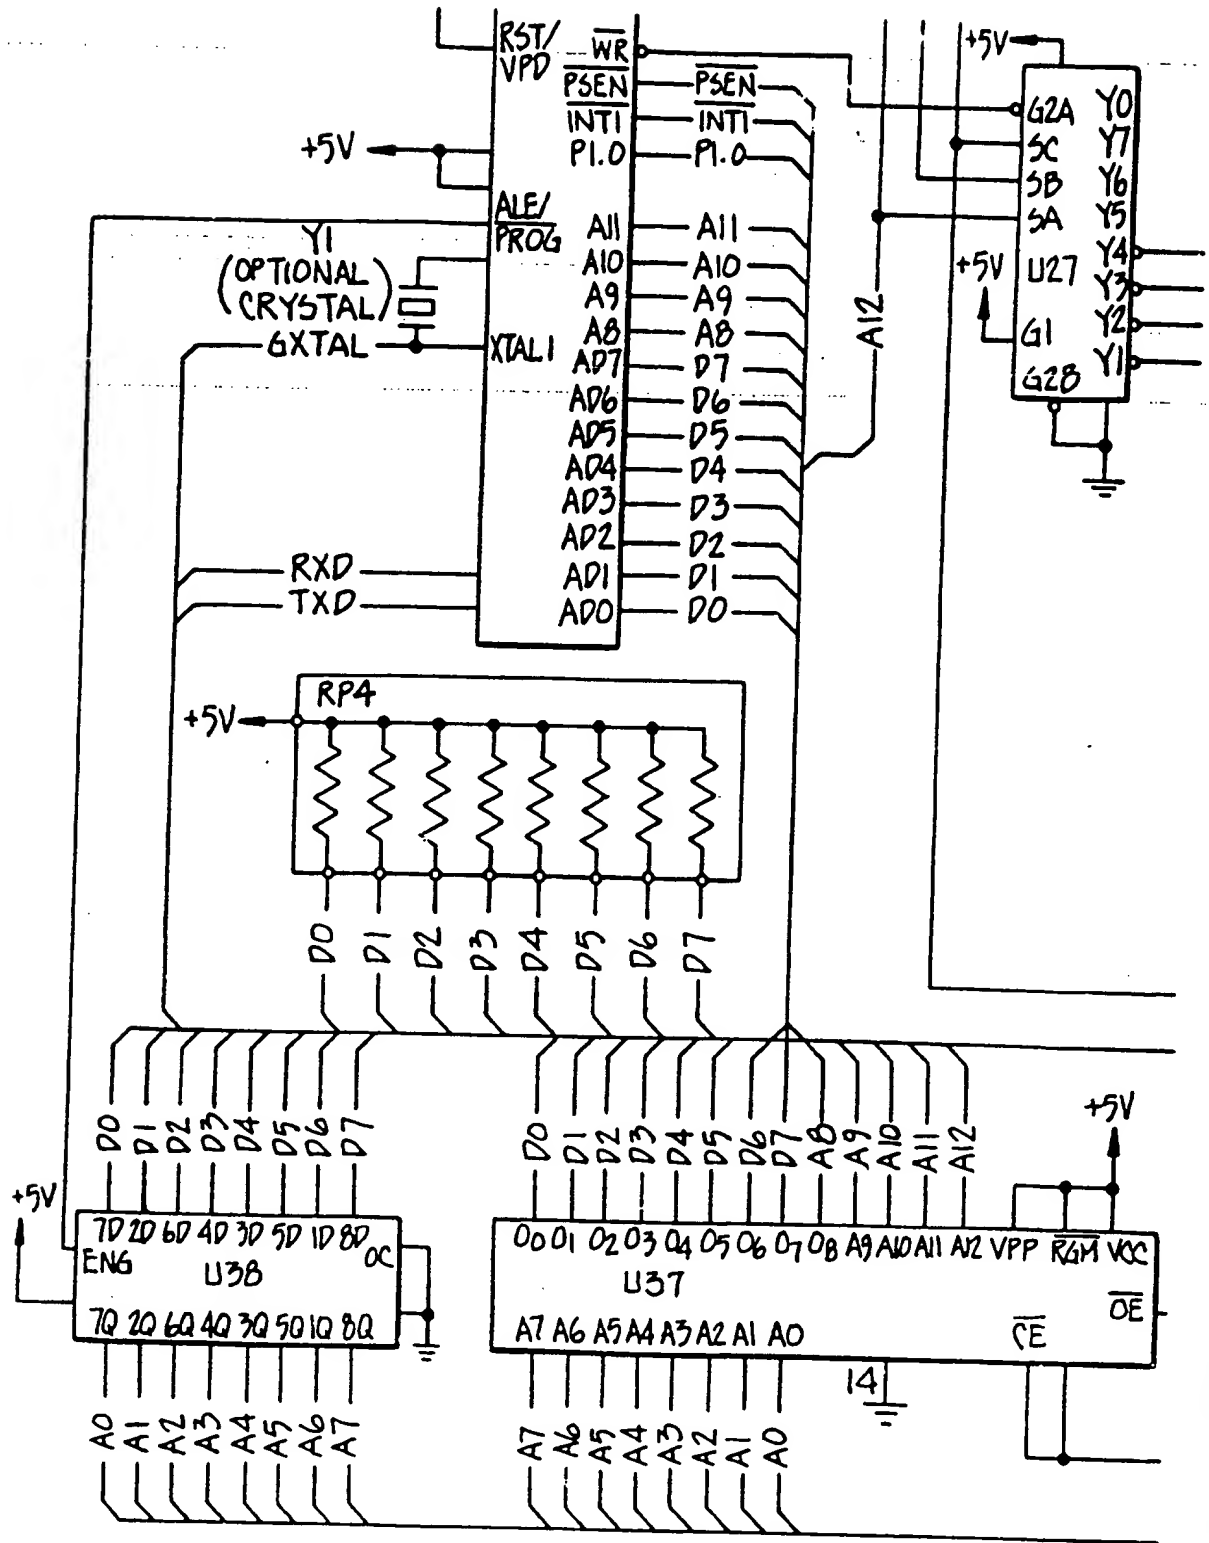 RST/
VPD
WR
PSEN
PSEN
INT1
INT1
P1.0
P1.0
+5V
G2A
Y0
SC
Y7
SB
Y6
SA
Y5
Y4
+5V
U27
Y3
Y2
G1
Y1
G2B
+5V
ALE/
PROG
Y1
(OPTIONAL
CRYSTAL)
GXTAL
XTAL1
A11
A11
A10
A10
A9
A9
A8
A8
AD7
D7
AD6
D6
AD5
D5
AD4
D4
AD3
D3
AD2
D2
AD1
D1
AD0
D0
A12
RXD
TXD
RP4
+5V
D0 D1 D2 D3 D4 D5 D6 D7
D0 D1 D2 D3 D4 D5 D6 D7
D0 D1 D2 D3 D4 D5 D6 D7 A8 A9 A10 A11 A12
+5V
+5V
7D 2D 6D 4D 3D 5D 1D 8D
ENG
OC
U38
7Q 2Q 6Q 4Q 3Q 5Q 1Q 8Q
O0 O1 O2 O3 O4 O5 O6 O7 O8 A9 A10 A11 A12 VPP RGM VCC
U37
OE
A7 A6 A5 A4 A3 A2 A1 A0
CE
14
A0 A1 A2 A3 A4 A5 A6 A7
A7 A6 A5 A4 A3 A2 A1 A0